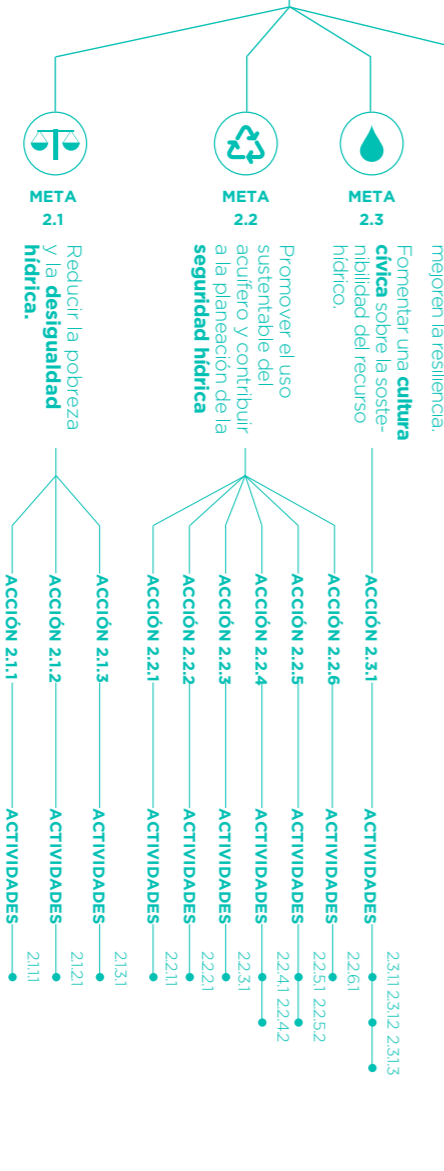 mejoren la resiliencia.
META
2.1
Reducir la pobreza
y la desigualdad
hídrica.
META
2.2
Promover el uso
sustentable del
acuífero y contribuir
a la planeación de la
seguridad hídrica
META
2.3
Fomentar una cultura
cívica sobre la soste-
nibilidad del recurso
hídrico.
ACCIÓN 2.1.1
ACTIVIDADES
2.1.1.1
ACCIÓN 2.1.2
ACTIVIDADES
2.1.2.1
ACCIÓN 2.1.3
ACTIVIDADES
2.1.3.1
ACCIÓN 2.2.1
ACTIVIDADES
2.2.1.1
ACCIÓN 2.2.2
ACTIVIDADES
2.2.2.1
ACCIÓN 2.2.3
ACTIVIDADES
2.2.3.1
ACCIÓN 2.2.4
ACTIVIDADES
2.2.4.1 2.2.4.2
ACCIÓN 2.2.5
ACTIVIDADES
2.2.5.1 2.2.5.2
ACCIÓN 2.2.6
ACTIVIDADES
2.2.6.1
ACCIÓN 2.3.1
ACTIVIDADES
2.3.1.1 2.3.1.2 2.3.1.3